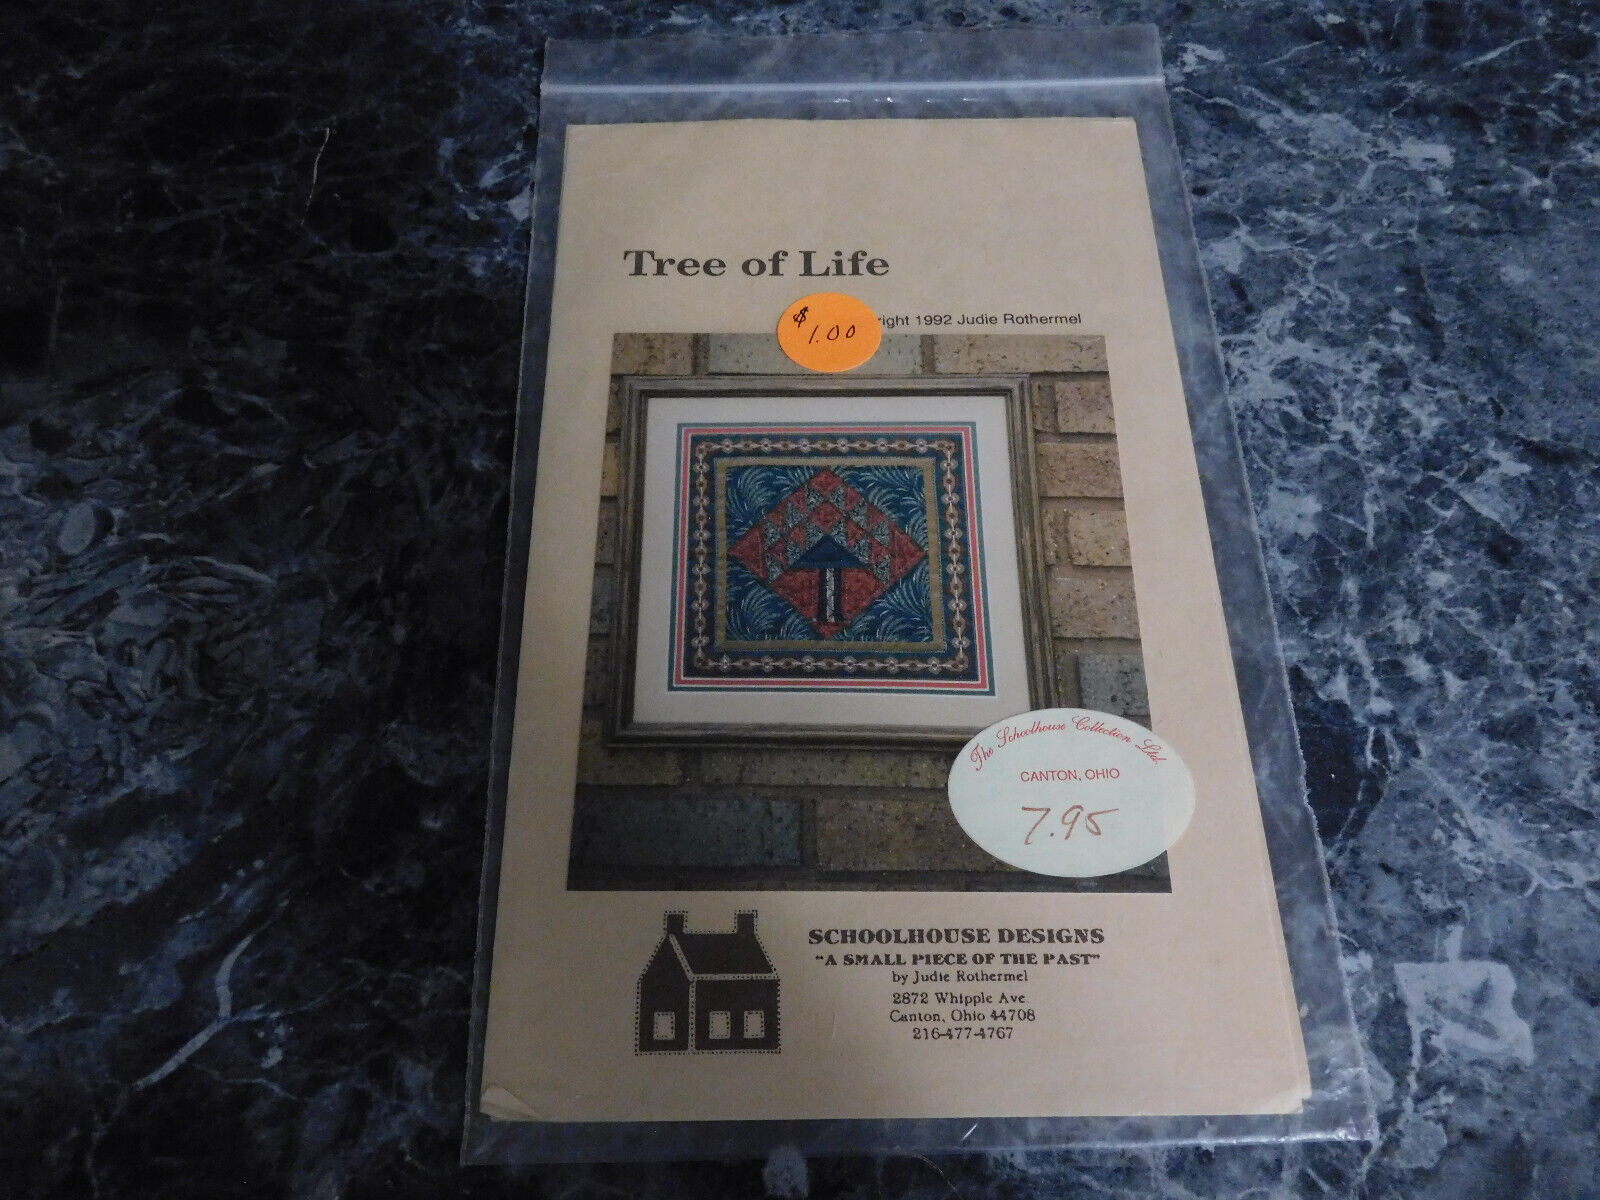 Tree of Life
right 1992 Judie Rothermel
$
1.00
The Schoolhouse Collection Ltd.
CANTON, OHIO
7.95
SCHOOLHOUSE DESIGNS
"A SMALL PIECE OF THE PAST"
by Judie Rothermel
2872 Whipple Ave
Canton, Ohio 44708
216-477-4767